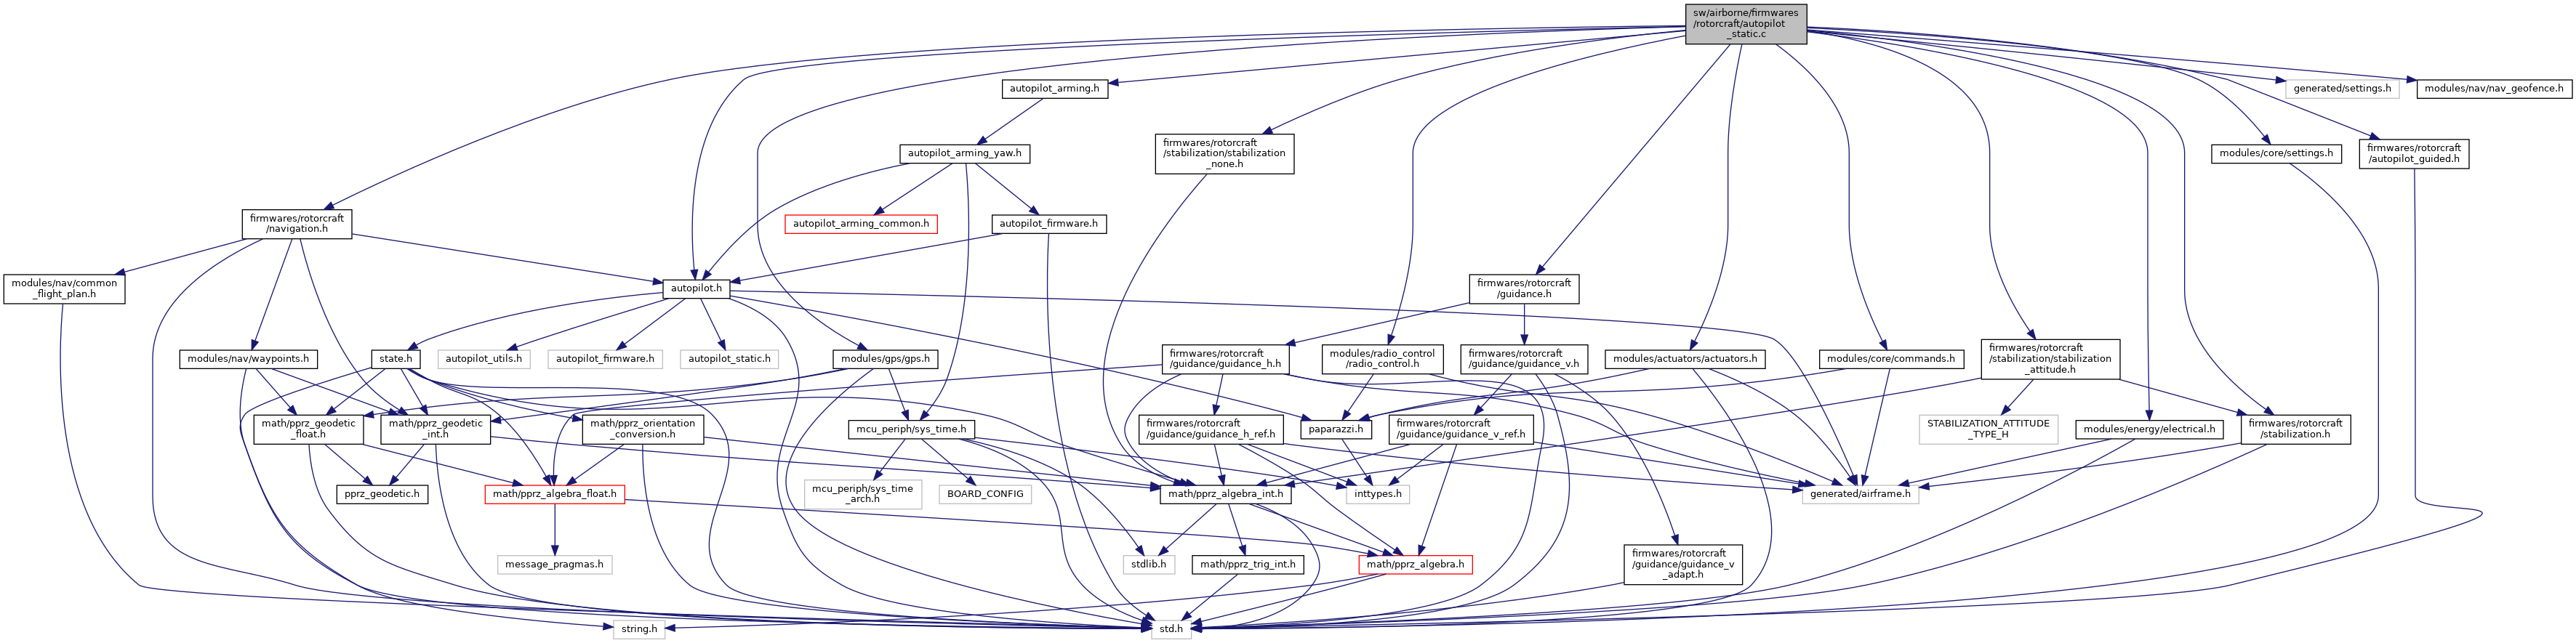 sw/airborne/firmwares
/rotorcraft/autopilot
_static.c
autopilot_arming.h
generated/settings.h
modules/nav/nav_geofence.h
firmwares/rotorcraft
/stabilization/stabilization
_none.h
autopilot_arming_yaw.h
modules/core/settings.h
firmwares/rotorcraft
/autopilot_guided.h
firmwares/rotorcraft
/navigation.h
autopilot_arming_common.h
autopilot_firmware.h
modules/nav/common
_flight_plan.h
autopilot.h
firmwares/rotorcraft
/guidance.h
modules/nav/waypoints.h
state.h
autopilot_utils.h
autopilot_firmware.h
autopilot_static.h
modules/gps/gps.h
firmwares/rotorcraft
/guidance/guidance_h.h
modules/radio_control
/radio_control.h
firmwares/rotorcraft
/guidance/guidance_v.h
modules/actuators/actuators.h
modules/core/commands.h
firmwares/rotorcraft
/stabilization/stabilization
_attitude.h
math/pprz_geodetic
_float.h
math/pprz_geodetic
_int.h
math/pprz_orientation
_conversion.h
mcu_periph/sys_time.h
firmwares/rotorcraft
/guidance/guidance_h_ref.h
paparazzi.h
firmwares/rotorcraft
/guidance/guidance_v_ref.h
STABILIZATION_ATTITUDE
_TYPE_H
modules/energy/electrical.h
firmwares/rotorcraft
/stabilization.h
pprz_geodetic.h
math/pprz_algebra_float.h
mcu_periph/sys_time
_arch.h
BOARD_CONFIG
math/pprz_algebra_int.h
inttypes.h
generated/airframe.h
message_pragmas.h
stdlib.h
math/pprz_trig_int.h
math/pprz_algebra.h
firmwares/rotorcraft
/guidance/guidance_v
_adapt.h
string.h
std.h